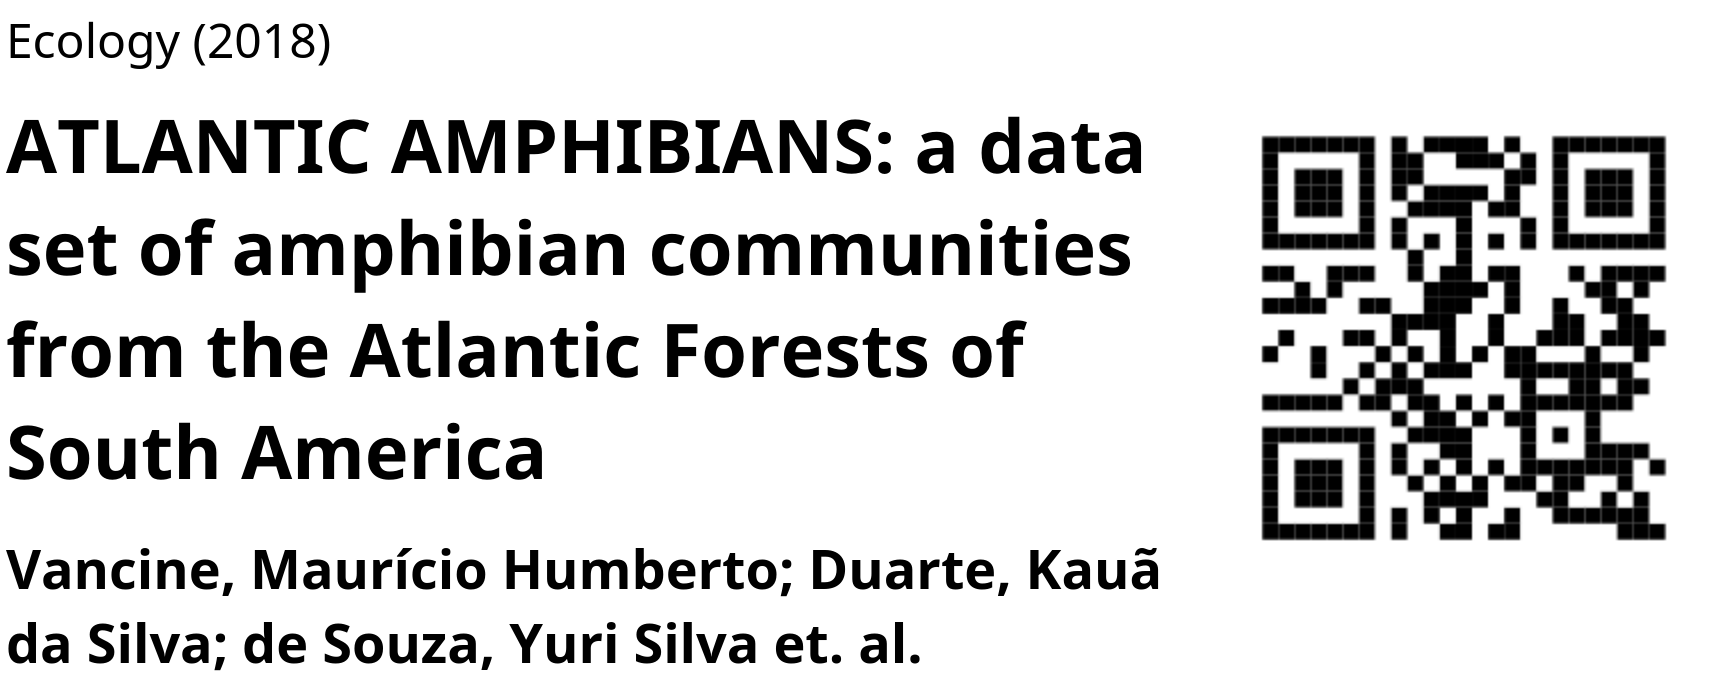 Ecology (2018)
ATLANTIC AMPHIBIANS: a data
set of amphibian communities
from the Atlantic Forests of
South America
Vancine, Maurício Humberto; Duarte, Kauã
da Silva; de Souza, Yuri Silva et. al.